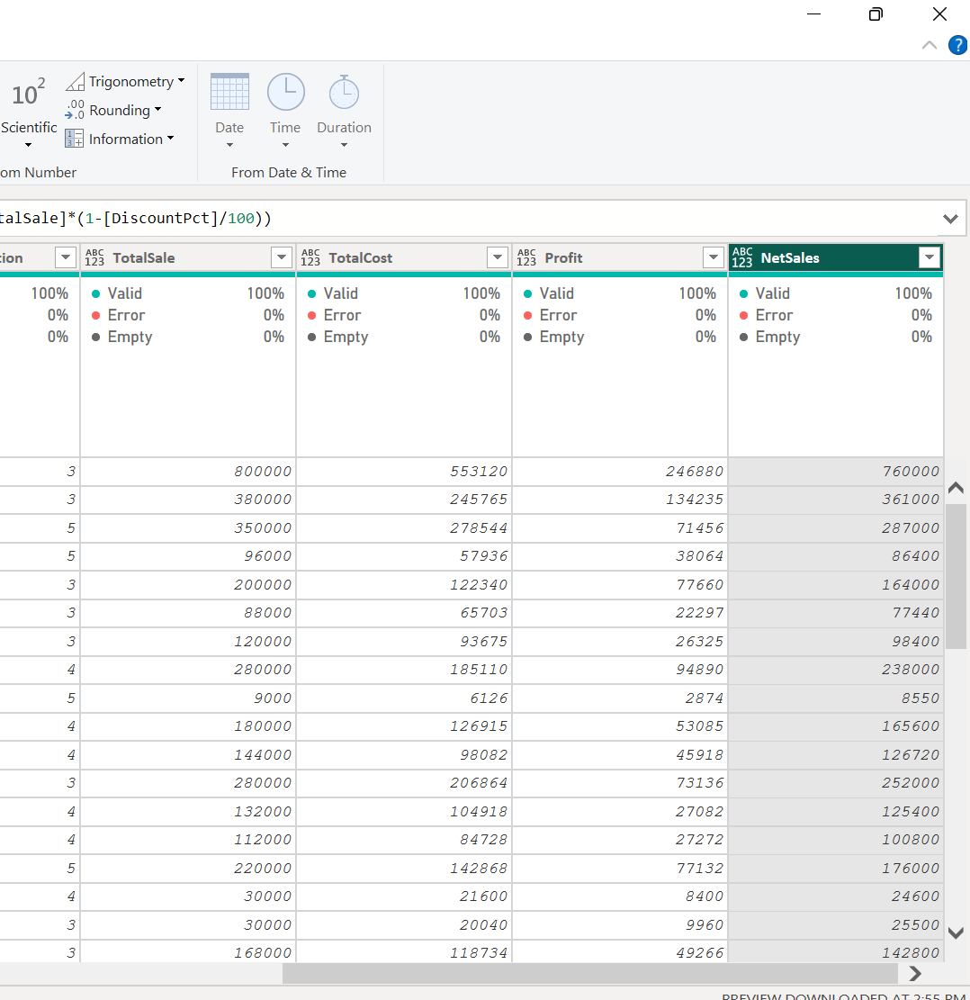 ?
10²
Trigonometry
.00
.0
Rounding
Scientific
Information
Date
Time
Duration
om Number
From Date & Time
talSale]*(1-[DiscountPct]/100))
ion
ABC 123 TotalSale
ABC 123 TotalCost
ABC 123 Profit
ABC 123 NetSales
100% Valid 100% Valid 100% Valid 100% Valid 100%
0% Error 0% Error 0% Error 0% Error 0%
0% Empty 0% Empty 0% Empty 0% Empty 0%
3 800000 553120 246880 760000
3 380000 245765 134235 361000
5 350000 278544 71456 287000
5 96000 57936 38064 86400
3 200000 122340 77660 164000
3 88000 65703 22297 77440
3 120000 93675 26325 98400
4 280000 185110 94890 238000
5 9000 6126 2874 8550
4 180000 126915 53085 165600
4 144000 98082 45918 126720
3 280000 206864 73136 252000
4 132000 104918 27082 125400
4 112000 84728 27272 100800
5 220000 142868 77132 176000
4 30000 21600 8400 24600
3 30000 20040 9960 25500
3 168000 118734 49266 142800
PREVIEW DOWNLOADED AT 2:55 PM